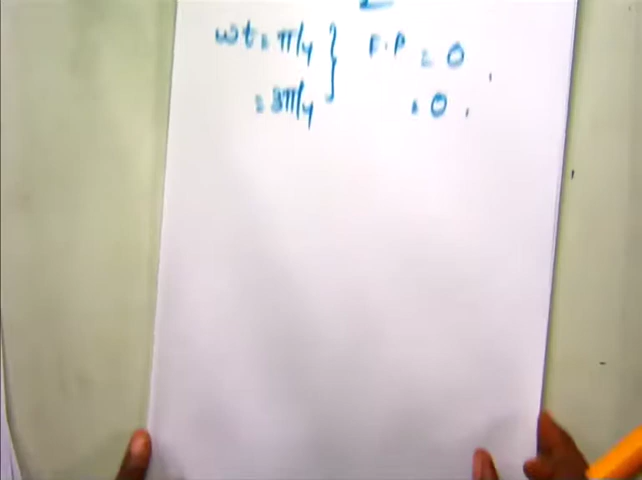 ωt = π/4 } F.P = 0 ,
= 3π/4 = 0 ,